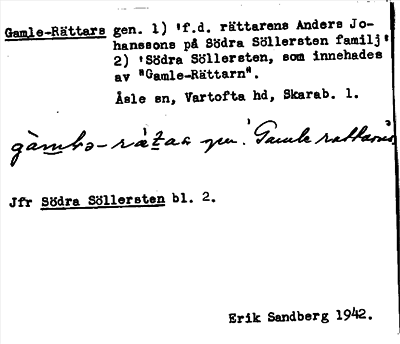 Gamle-Rättars gen. 1) 'f.d. rättarens Anders Jo-
hanssons på Södra Söllersten familj'
2) 'Södra Söllersten, som innehades
av "Gamle-Rättarn".
Åsle sn, Vartofta hd, Skarab. l.
gen. 'Gamle rättarns
Jfr Södra Söllersten bl. 2.
Erik Sandberg 1942.